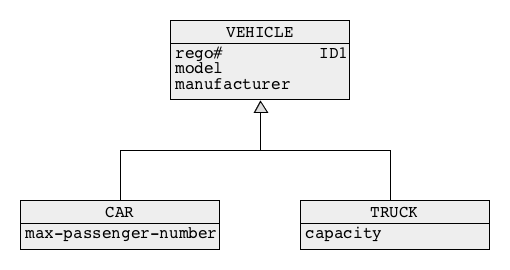 VEHICLE
rego# ID1
model
manufacturer
CAR
max-passenger-number
TRUCK
capacity